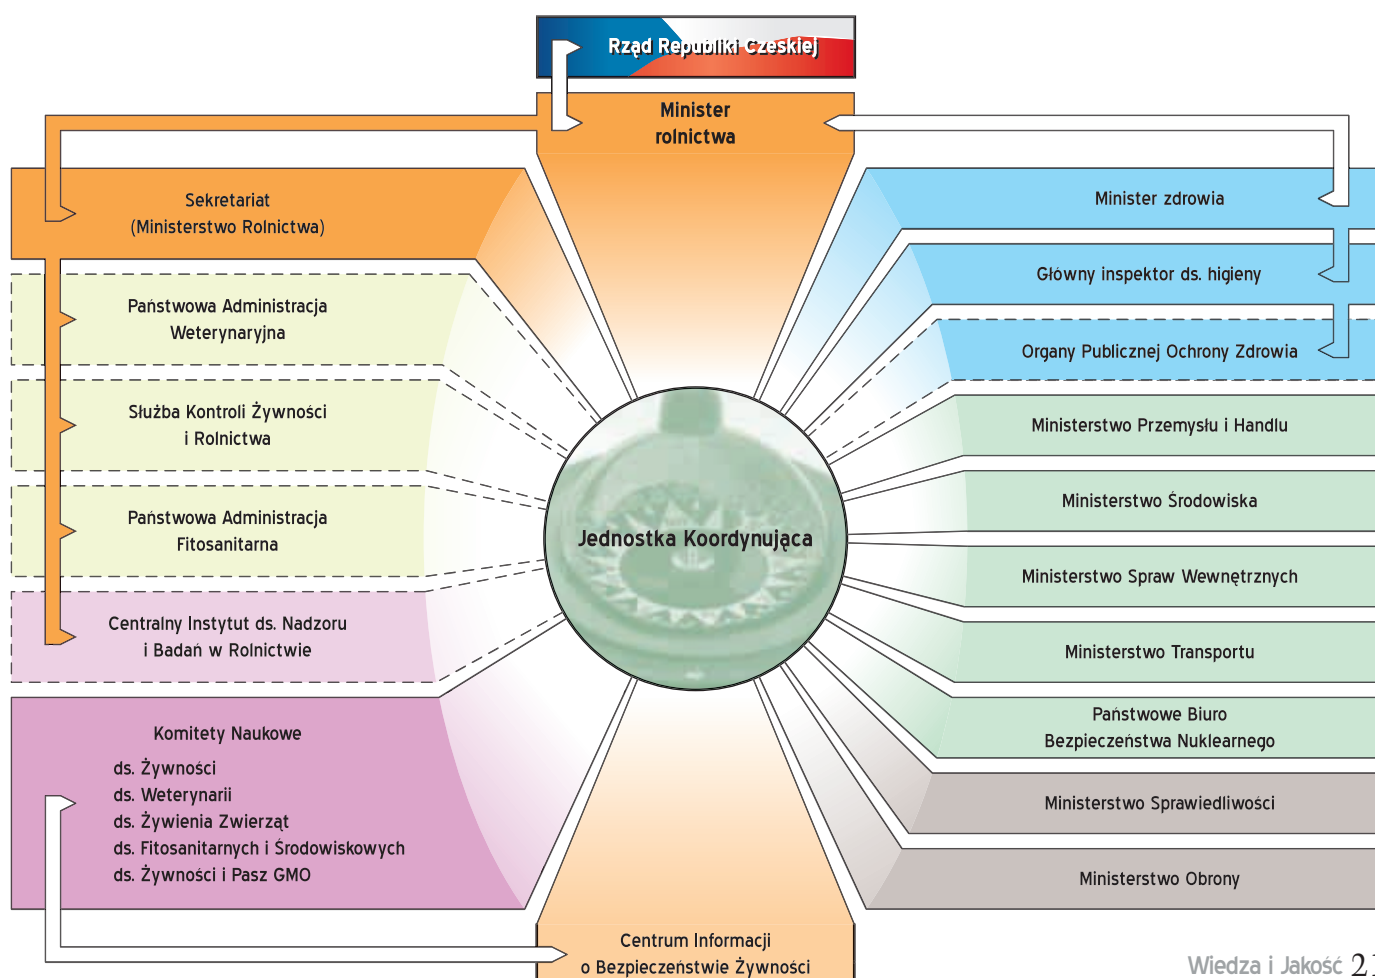 Rząd Republiki Czeskiej
Minister
rolnictwa
Sekretariat
(Ministerstwo Rolnictwa)
Państwowa Administracja
Weterynaryjna
Służba Kontroli Żywności
i Rolnictwa
Państwowa Administracja
Fitosanitarna
Centralny Instytut ds. Nadzoru
i Badań w Rolnictwie
Komitety Naukowe
ds. Żywności
ds. Weterynarii
ds. Żywienia Zwierząt
ds. Fitosanitarnych i Środowiskowych
ds. Żywności i Pasz GMO
Jednostka Koordynująca
Minister zdrowia
Główny inspektor ds. higieny
Organy Publicznej Ochrony Zdrowia
Ministerstwo Przemysłu i Handlu
Ministerstwo Środowiska
Ministerstwo Spraw Wewnętrznych
Ministerstwo Transportu
Państwowe Biuro
Bezpieczeństwa Nuklearnego
Ministerstwo Sprawiedliwości
Ministerstwo Obrony
Centrum Informacji
o Bezpieczeństwie Żywności
Wiedza i Jakość 21